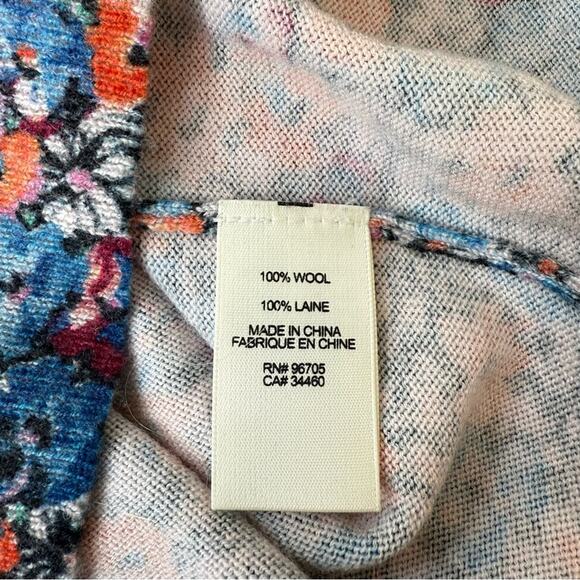 100% WOOL
100% LAINE
MADE IN CHINA
FABRIQUE EN CHINE
RN# 96705
CA# 34460